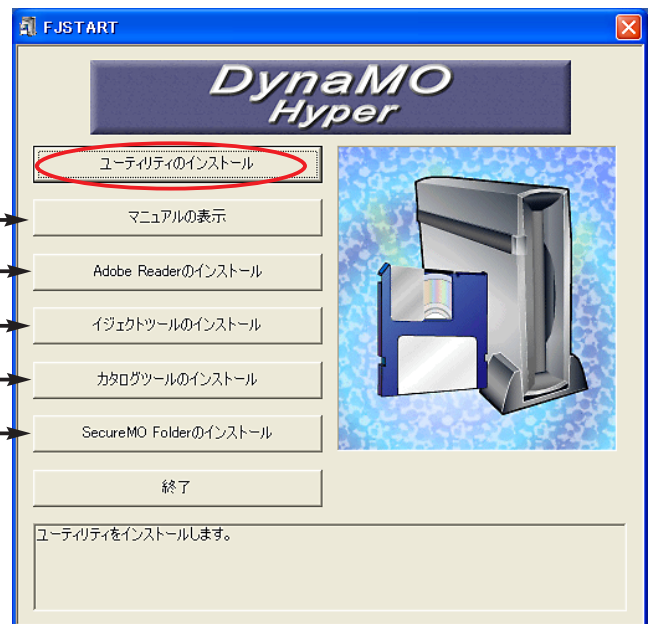 FJSTART
DynaMO
Hyper
ユーティリティのインストール
マニュアルの表示
Adobe Readerのインストール
イジェクトツールのインストール
カタログツールのインストール
SecureMO Folderのインストール
終了
ユーティリティをインストールします。